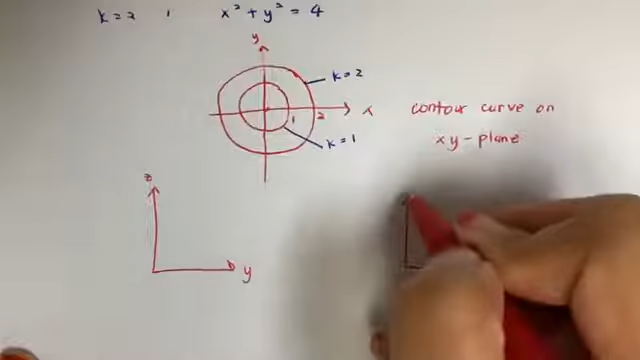 k = 2 , x² + y² = 4
y
k = 2
x
1 2
k = 1
contour curve on
xy-plane
z
y